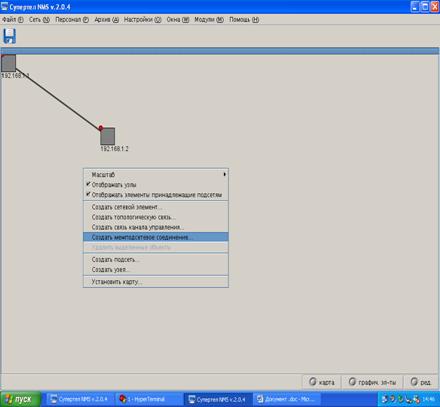 Супертел NMS v.2.0.4
Файл (F) Сеть (N) Персонал (P) Архив (A) Настройки (O) Окна (W) Модули (M) Помощь (H)
192.168.1.1
192.168.1.2
Масштаб
Отображать узлы
Отображать элементы принадлежащие подсетям
Создать сетевой элемент...
Создать топологическую связь...
Создать связь канала управления...
Создать межподсетевое соединение...
Удалить выделенные объекты
Создать подсеть...
Создать узел...
Установить карту...
карта графич. эл-ты ред.
пуск Супертел NMS v.2.0.4 1 - HyperTerminal Супертел NMS v.2.0.4 Документ .doc - Micr... 14:46